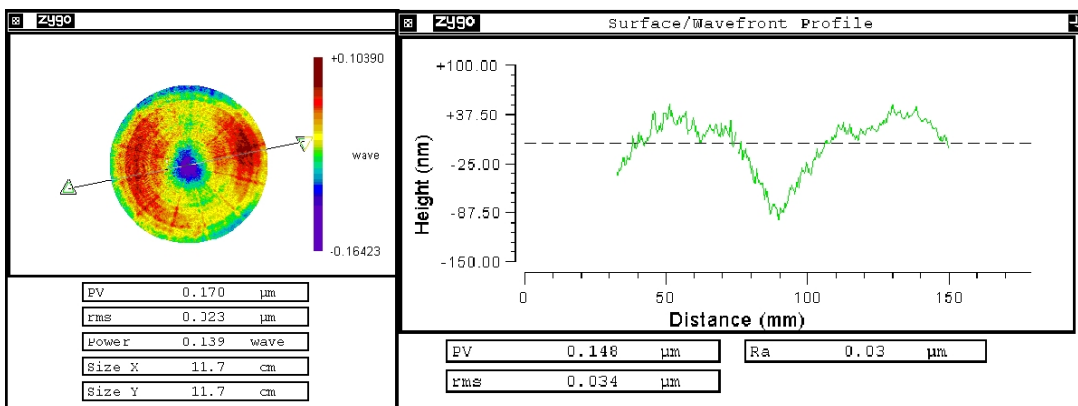 zygo
+0.10390
wave
-0.16423
PV 0.170 µm
rms 0.323 µm
Power 0.139 wave
Size X 11.7 cm
Size Y 11.7 cm
zygo Surface/Wavefront Profile
+100.00
+37.50
-25.00
-87.50
-150.00
Height (nm)
0 50 100 150
Distance (mm)
PV 0.148 µm Ra 0.03 µm
rms 0.034 µm